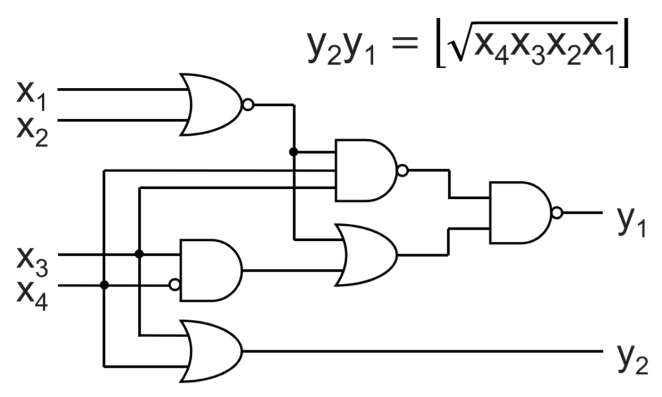 y₂y₁ = ⌊√x₄x₃x₂x₁⌋
x₁
x₂
y₁
x₃
x₄
y₂